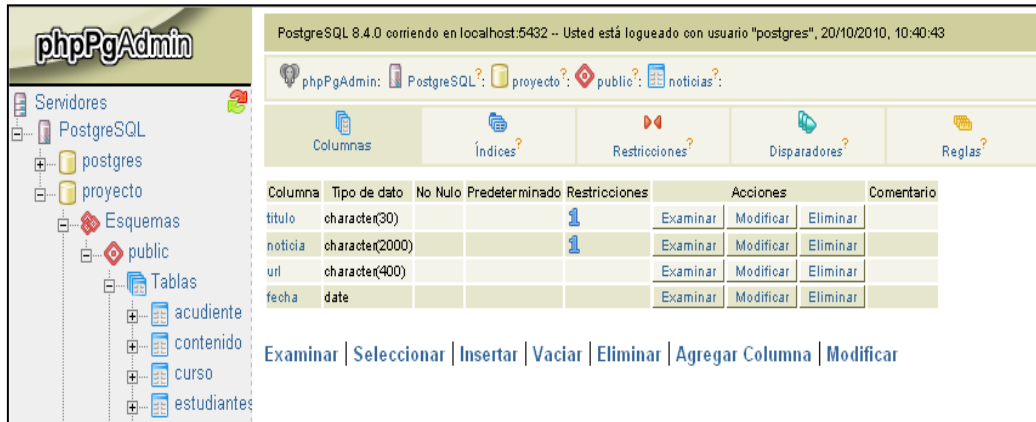 phpPgAdmin
Servidores
PostgreSQL
postgres
proyecto
Esquemas
public
Tablas
acudiente
contenido
curso
estudiantes
PostgreSQL 8.4.0 corriendo en localhost:5432 -- Usted está logueado con usuario "postgres", 20/10/2010, 10:40:43
phpPgAdmin: PostgreSQL?: proyecto?: public?: noticias?:
Columnas Índices? Restricciones? Disparadores? Reglas?
Columna Tipo de dato No Nulo Predeterminado Restricciones Acciones Comentario
titulo character(30) 1 Examinar Modificar Eliminar
noticia character(2000) 1 Examinar Modificar Eliminar
url character(400) Examinar Modificar Eliminar
fecha date Examinar Modificar Eliminar
Examinar | Seleccionar | Insertar | Vaciar | Eliminar | Agregar Columna | Modificar